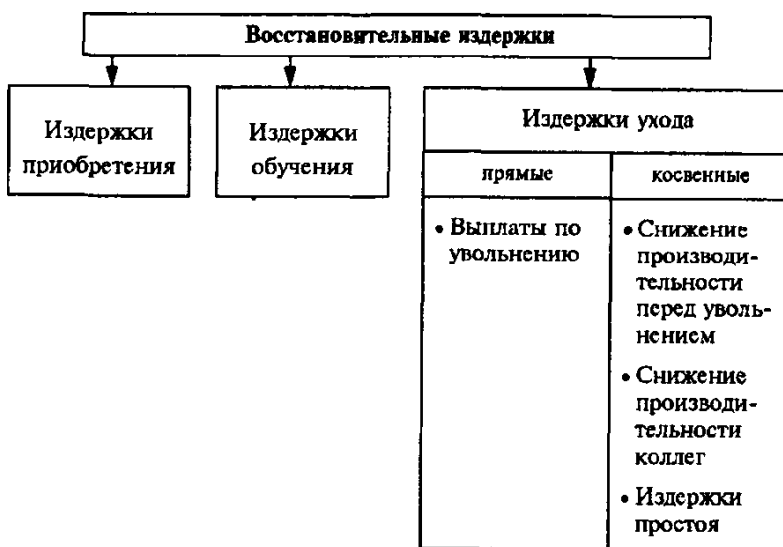 Восстановительные издержки
Издержки
приобретения
Издержки
обучения
Издержки ухода
прямые
косвенные
• Выплаты по
увольнению
• Снижение
производи-
тельности
перед уволь-
нением
• Снижение
производи-
тельности
коллег
• Издержки
простоя